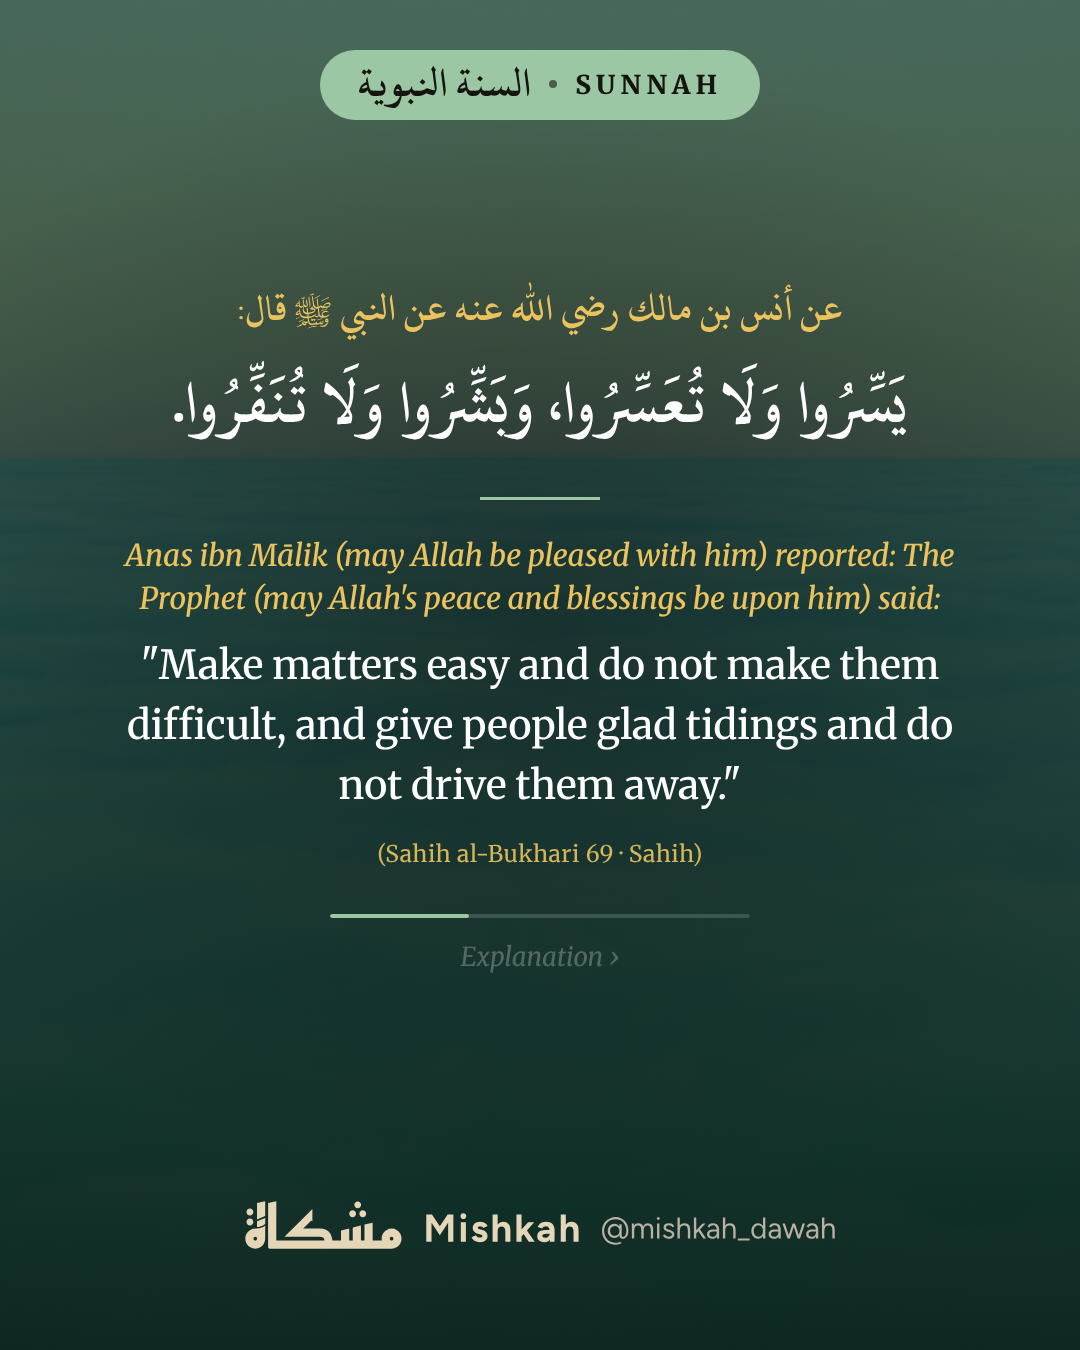 السنة النبوية • SUNNAH
عن أنس بن مالك رضي الله عنه عن النبي ﷺ قال:
يَسِّرُوا وَلَا تُعَسِّرُوا، وَبَشِّرُوا وَلَا تُنَفِّرُوا.
Anas ibn Mālik (may Allah be pleased with him) reported: The
Prophet (may Allah's peace and blessings be upon him) said:
"Make matters easy and do not make them
difficult, and give people glad tidings and do
not drive them away."
(Sahih al-Bukhari 69 · Sahih)
Explanation ›
مشكاة Mishkah @mishkah_dawah